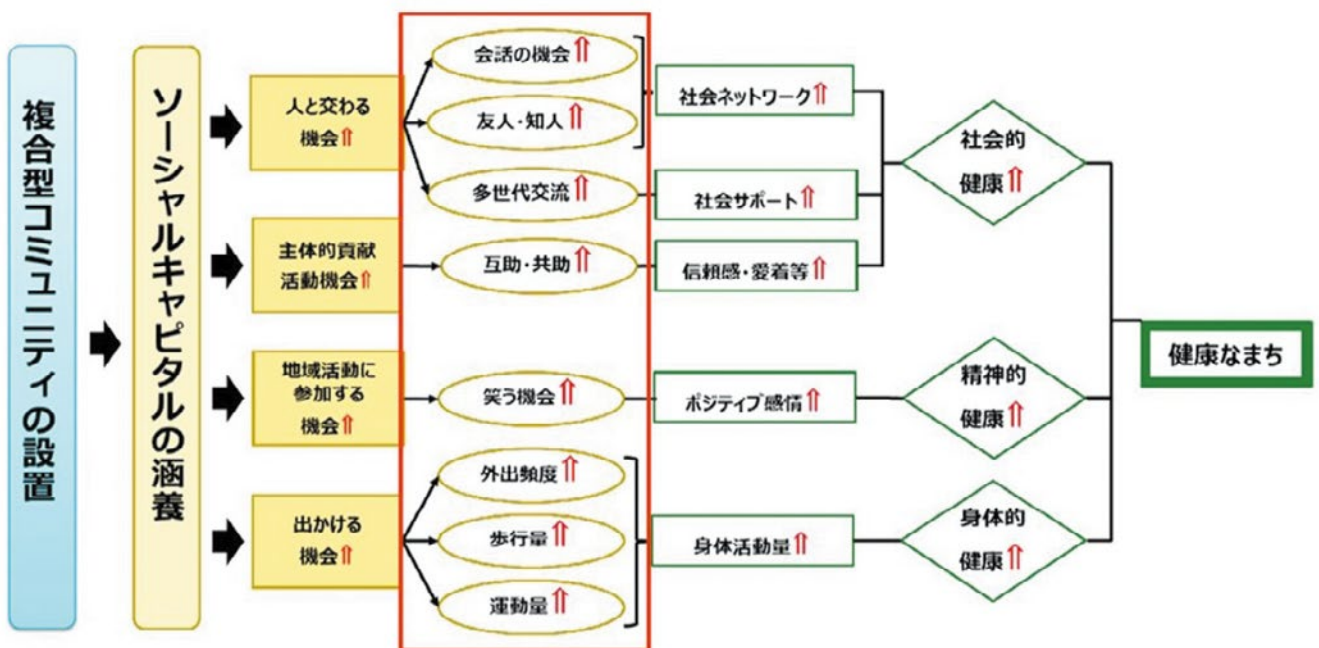 複合型コミュニティの設置
ソーシャルキャピタルの涵養
人と交わる
機会⇑
主体的貢献
活動機会⇑
地域活動に
参加する
機会⇑
出かける
機会⇑
会話の機会⇑
友人・知人⇑
多世代交流⇑
互助・共助⇑
笑う機会⇑
外出頻度⇑
歩行量⇑
運動量⇑
社会ネットワーク⇑
社会サポート⇑
信頼感・愛着等⇑
ポジティブ感情⇑
身体活動量⇑
社会的
健康⇑
精神的
健康⇑
身体的
健康⇑
健康なまち